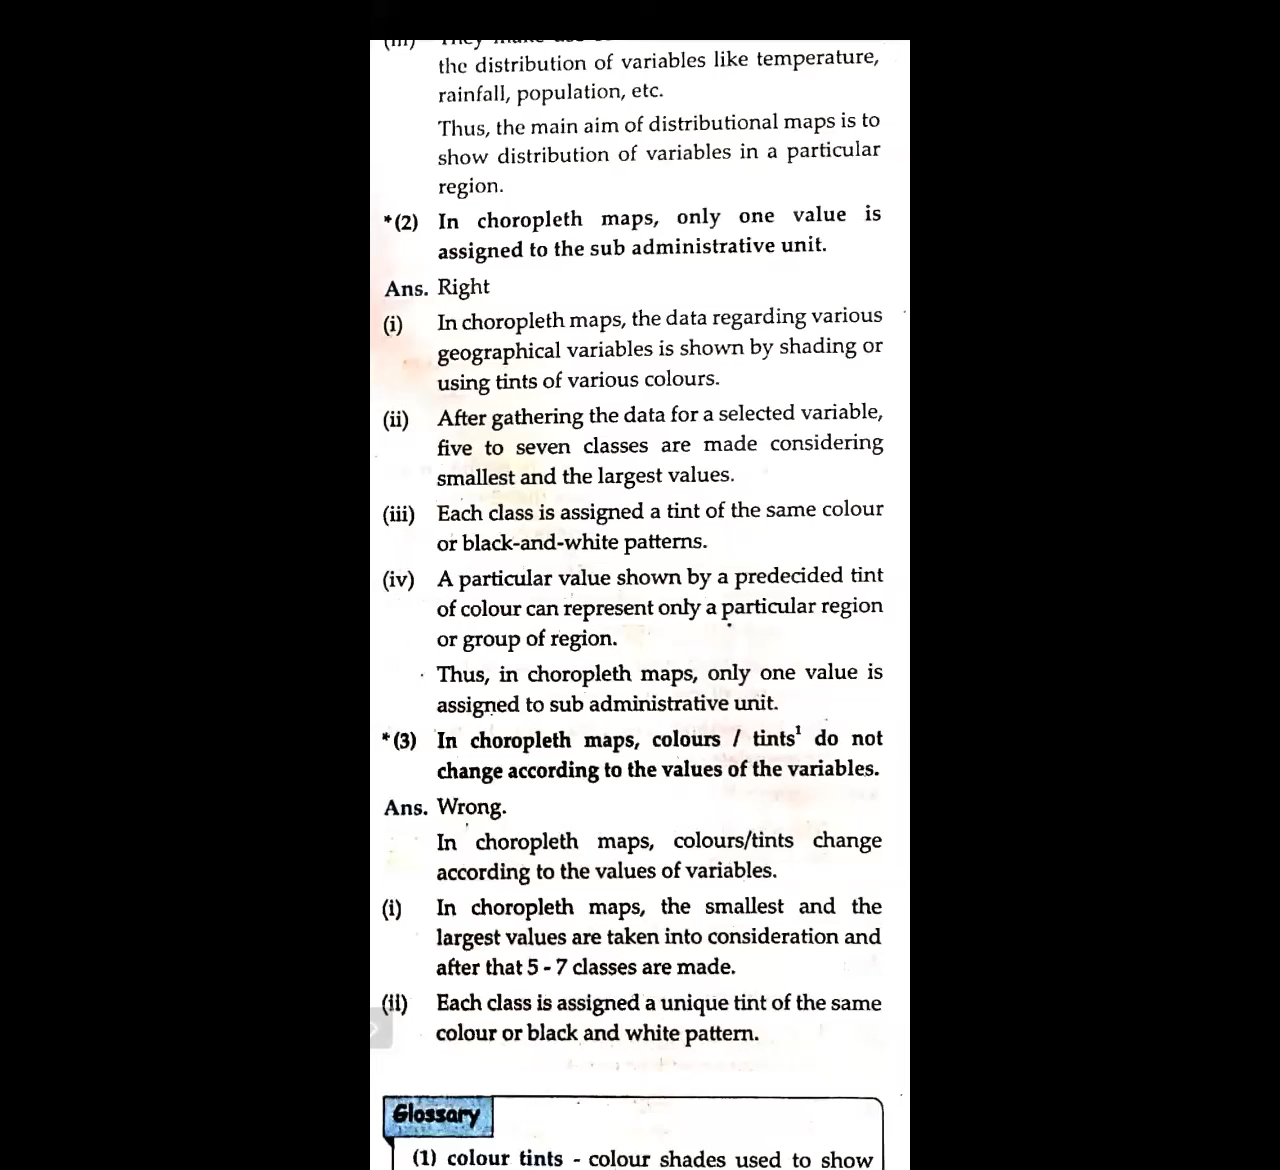 (iii) They make use
the distribution of variables like temperature,
rainfall, population, etc.
Thus, the main aim of distributional maps is to
show distribution of variables in a particular
region.
*(2) In choropleth maps, only one value is
assigned to the sub administrative unit.
Ans. Right
(i) In choropleth maps, the data regarding various
geographical variables is shown by shading or
using tints of various colours.
(ii) After gathering the data for a selected variable,
five to seven classes are made considering
smallest and the largest values.
(iii) Each class is assigned a tint of the same colour
or black-and-white patterns.
(iv) A particular value shown by a predecided tint
of colour can represent only a particular region
or group of region.
Thus, in choropleth maps, only one value is
assigned to sub administrative unit.
*(3) In choropleth maps, colours / tints¹ do not
change according to the values of the variables.
Ans. Wrong.
In choropleth maps, colours/tints change
according to the values of variables.
(i) In choropleth maps, the smallest and the
largest values are taken into consideration and
after that 5 - 7 classes are made.
(ii) Each class is assigned a unique tint of the same
colour or black and white pattern.
Glossary
(1) colour tints - colour shades used to show